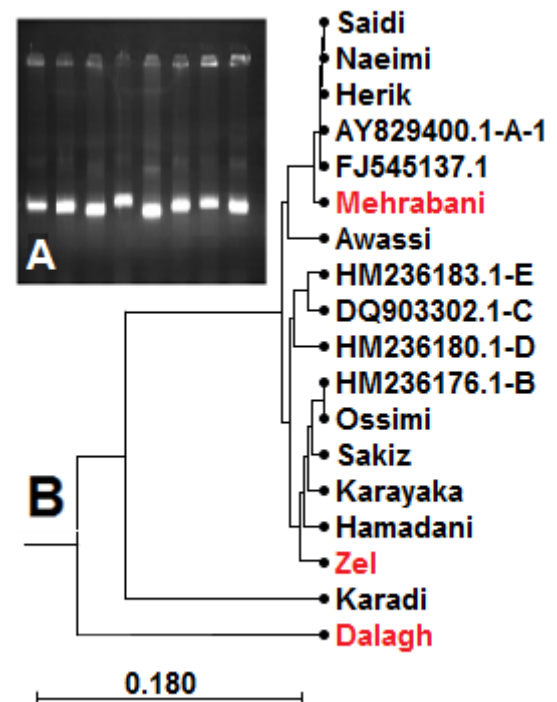 A
Saidi
Naeimi
Herik
AY829400.1-A-1
FJ545137.1
Mehrabani
Awassi
HM236183.1-E
DQ903302.1-C
HM236180.1-D
HM236176.1-B
Ossimi
Sakiz
Karayaka
Hamadani
Zel
Karadi
Dalagh
B
0.180